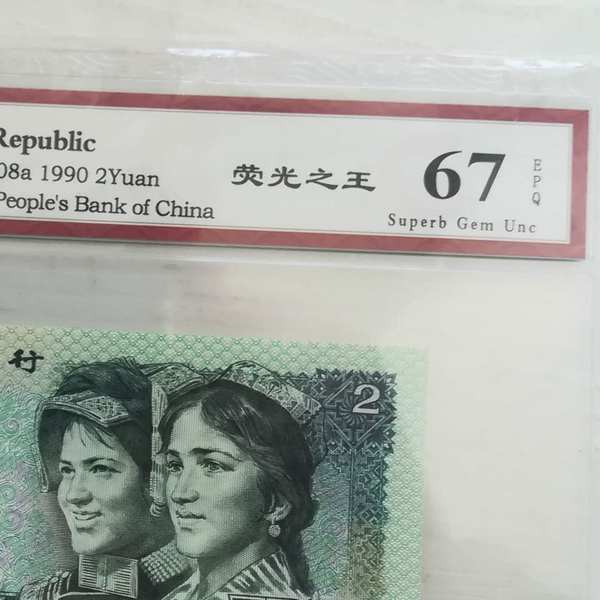 Republic
08a 1990 2Yuan
People's Bank of China
荧光之王
67
EPQ
Superb Gem Unc
行
2